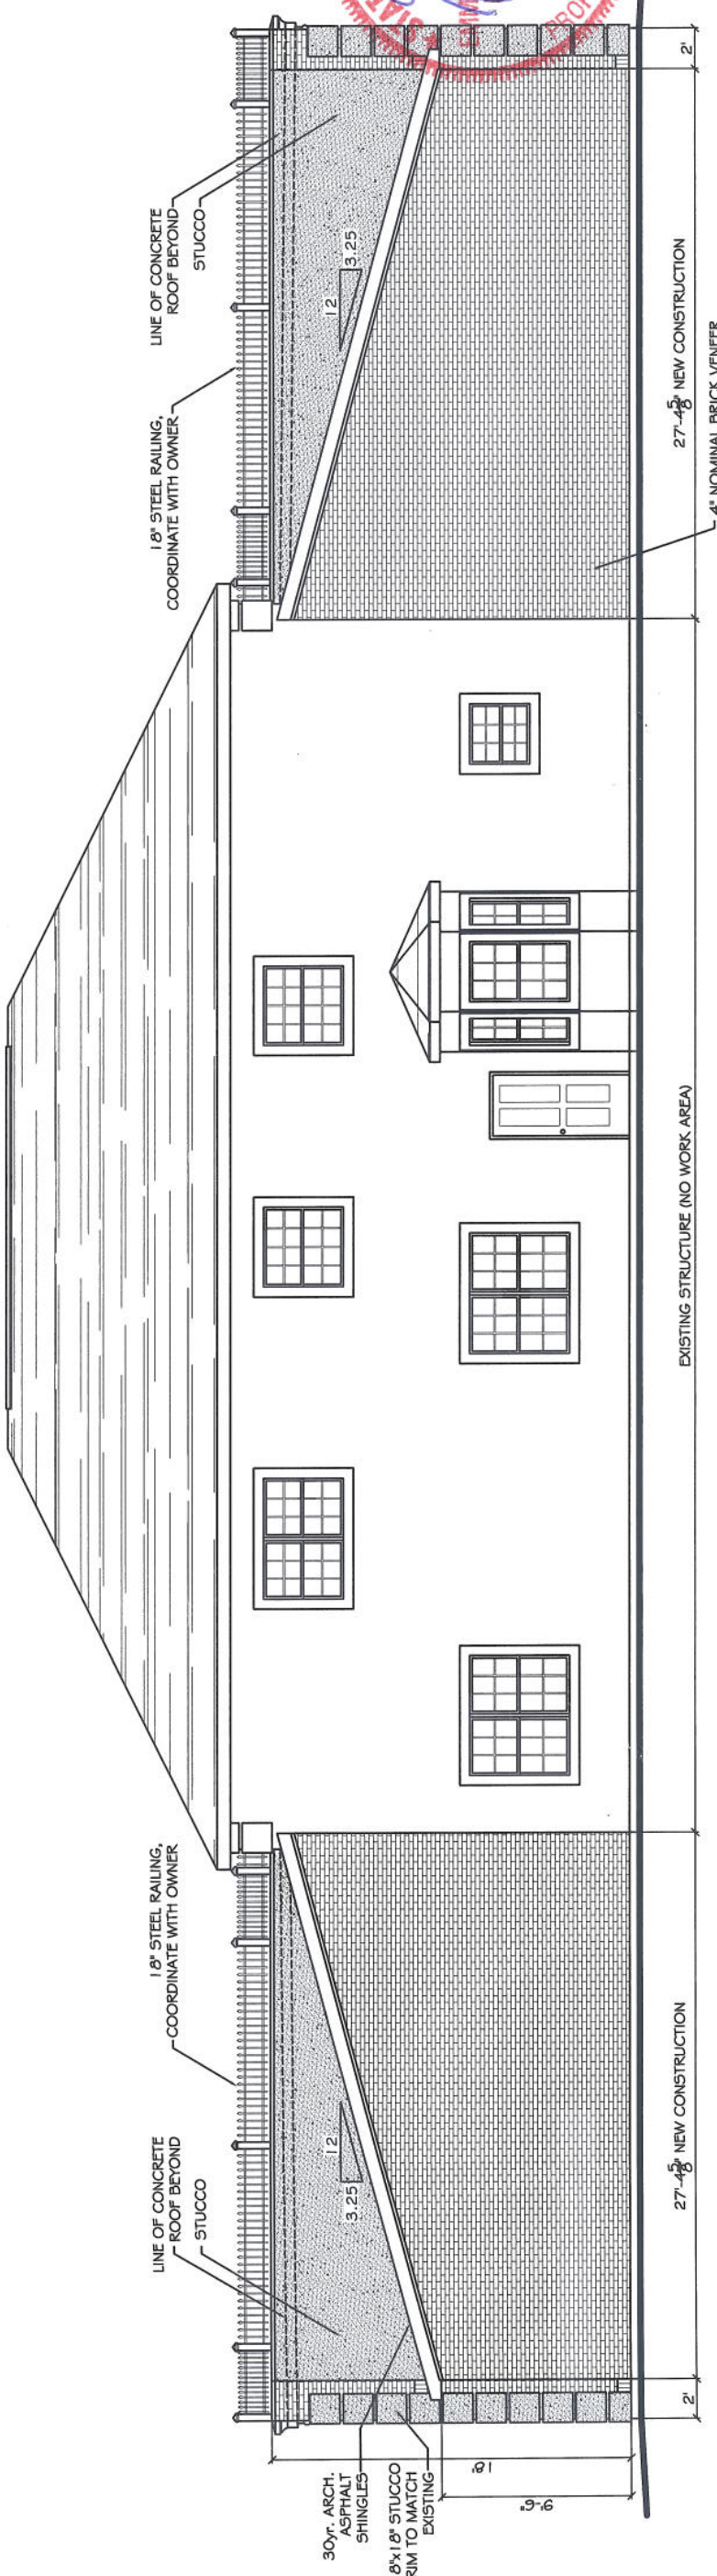 LINE OF CONCRETE
ROOF BEYOND
STUCCO
18" STEEL RAILING,
COORDINATE WITH OWNER
18" STEEL RAILING,
COORDINATE WITH OWNER
LINE OF CONCRETE
ROOF BEYOND
STUCCO
12
3.25
12
3.25
30yr. ARCH.
ASPHALT
SHINGLES
8"x18" STUCCO
RIM TO MATCH
EXISTING
18'
9'-6"
2'
27'-4 5/8" NEW CONSTRUCTION
EXISTING STRUCTURE (NO WORK AREA)
27'-4 5/8" NEW CONSTRUCTION
2'
4" NOMINAL BRICK VENEER
STAT
PROF